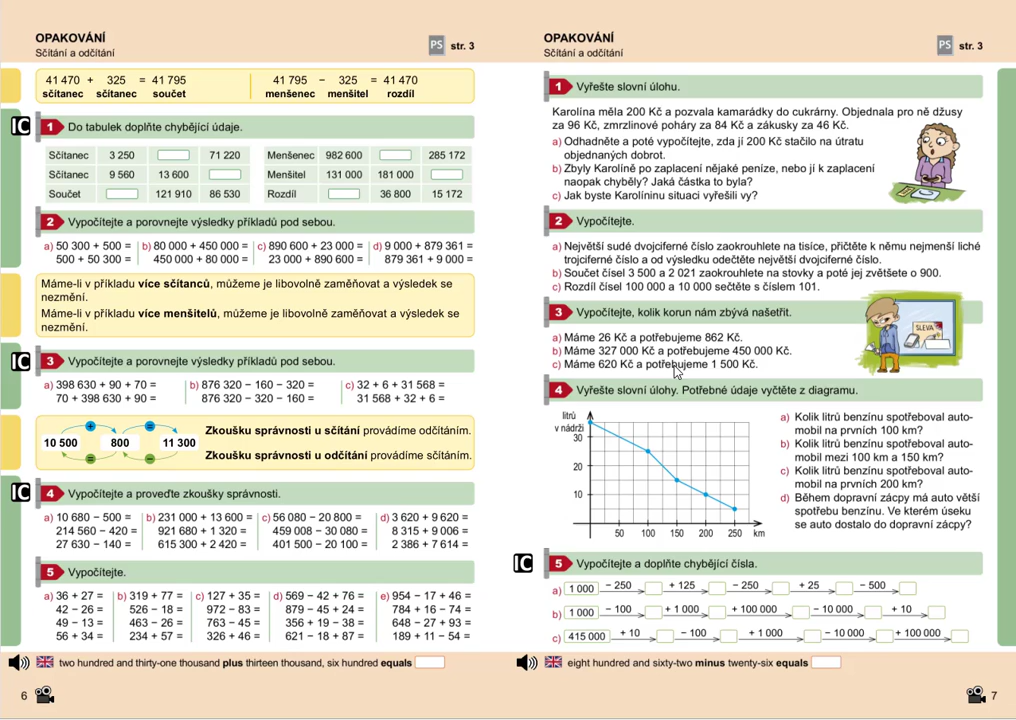 OPAKOVÁNÍ
Sčítání a odčítání
PS str. 3
41 470 + 325 = 41 795
sčítanec sčítanec součet
41 795 − 325 = 41 470
menšenec menšitel rozdíl
IC
1 Do tabulek doplňte chybějící údaje.
Sčítanec 3 250 71 220
Sčítanec 9 560 13 600
Součet 121 910 86 530
Menšenec 982 600 285 172
Menšitel 131 000 181 000
Rozdíl 36 800 15 172
2 Vypočítejte a porovnejte výsledky příkladů pod sebou.
a) 50 300 + 500 = b) 80 000 + 450 000 = c) 890 600 + 23 000 = d) 9 000 + 879 361 =
500 + 50 300 = 450 000 + 80 000 = 23 000 + 890 600 = 879 361 + 9 000 =
Máme-li v příkladu více sčítanců, můžeme je libovolně zaměňovat a výsledek se
nezmění.
Máme-li v příkladu více menšitelů, můžeme je libovolně zaměňovat a výsledek se
nezmění.
IC
3 Vypočítejte a porovnejte výsledky příkladů pod sebou.
a) 398 630 + 90 + 70 = b) 876 320 − 160 − 320 = c) 32 + 6 + 31 568 =
70 + 398 630 + 90 = 876 320 − 320 − 160 = 31 568 + 32 + 6 =
+ =
10 500 800 11 300
= −
Zkoušku správnosti u sčítání provádíme odčítáním.
Zkoušku správnosti u odčítání provádíme sčítáním.
IC
4 Vypočítejte a proveďte zkoušky správnosti.
a) 10 680 − 500 = b) 231 000 + 13 600 = c) 56 080 − 20 800 = d) 3 620 + 9 620 =
214 560 − 420 = 921 680 + 1 320 = 459 008 − 30 080 = 8 315 + 9 006 =
27 630 − 140 = 615 300 + 2 420 = 401 500 − 20 100 = 2 386 + 7 614 =
5 Vypočítejte.
a) 36 + 27 = b) 319 + 77 = c) 127 + 35 = d) 569 − 42 + 76 = e) 954 − 17 + 46 =
42 − 26 = 526 − 18 = 972 − 83 = 879 − 45 + 24 = 784 + 16 − 74 =
49 − 13 = 463 − 26 = 763 − 45 = 356 + 19 − 38 = 648 − 27 + 93 =
56 + 34 = 234 + 57 = 326 + 46 = 621 − 18 + 87 = 189 + 11 − 54 =
two hundred and thirty-one thousand plus thirteen thousand, six hundred equals
6
OPAKOVÁNÍ
Sčítání a odčítání
PS str. 3
1 Vyřešte slovní úlohu.
Karolína měla 200 Kč a pozvala kamarádky do cukrárny. Objednala pro ně džusy
za 96 Kč, zmrzlinové poháry za 84 Kč a zákusky za 46 Kč.
a) Odhadněte a poté vypočítejte, zda jí 200 Kč stačilo na útratu
objednaných dobrot.
b) Zbyly Karolíně po zaplacení nějaké peníze, nebo jí k zaplacení
naopak chyběly? Jaká částka to byla?
c) Jak byste Karolíninu situaci vyřešili vy?
2 Vypočítejte.
a) Největší sudé dvojciferné číslo zaokrouhlete na tisíce, přičtěte k němu nejmenší liché
trojciferné číslo a od výsledku odečtěte největší dvojciferné číslo.
b) Součet čísel 3 500 a 2 021 zaokrouhlete na stovky a poté jej zvětšete o 900.
c) Rozdíl čísel 100 000 a 10 000 sečtěte s číslem 101.
3 Vypočítejte, kolik korun nám zbývá našetřit.
a) Máme 26 Kč a potřebujeme 862 Kč.
b) Máme 327 000 Kč a potřebujeme 450 000 Kč.
c) Máme 620 Kč a potřebujeme 1 500 Kč.
SLEVA
4 Vyřešte slovní úlohy. Potřebné údaje vyčtěte z diagramu.
litrů
v nádrži
30
20
10
50 100 150 200 250 km
a) Kolik litrů benzínu spotřeboval auto-
mobil na prvních 100 km?
b) Kolik litrů benzínu spotřeboval auto-
mobil mezi 100 km a 150 km?
c) Kolik litrů benzínu spotřeboval auto-
mobil na prvních 200 km?
d) Během dopravní zácpy má auto větší
spotřebu benzínu. Ve kterém úseku
se auto dostalo do dopravní zácpy?
IC
5 Vypočítejte a doplňte chybějící čísla.
a) 1 000 − 250 + 125 − 250 + 25 − 500
b) 1 000 − 100 + 1 000 + 100 000 − 10 000 + 10
c) 415 000 + 10 − 100 + 1 000 − 10 000 + 100 000
eight hundred and sixty-two minus twenty-six equals
7